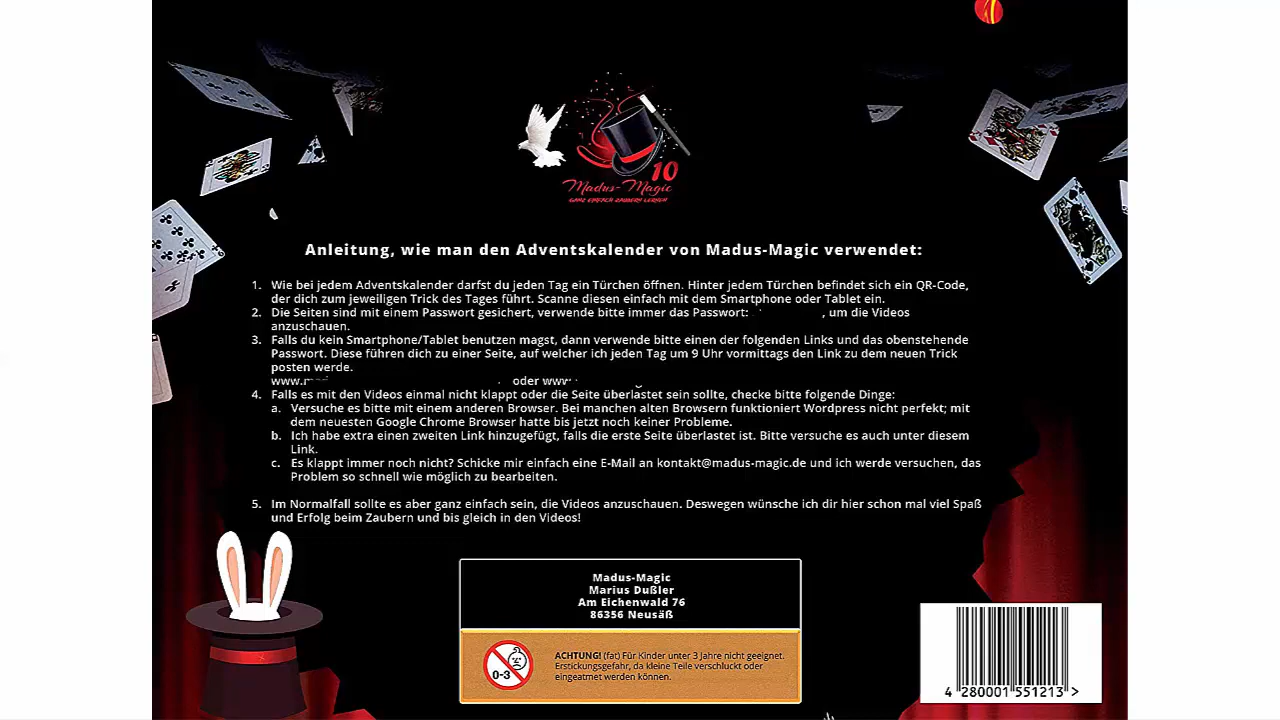 10
Madus-Magic
GANZ EINFACH ZAUBERN LERNEN
Anleitung, wie man den Adventskalender von Madus-Magic verwendet:
1. Wie bei jedem Adventskalender darfst du jeden Tag ein Türchen öffnen. Hinter jedem Türchen befindet sich ein QR-Code,
der dich zum jeweiligen Trick des Tages führt. Scanne diesen einfach mit dem Smartphone oder Tablet ein.
2. Die Seiten sind mit einem Passwort gesichert, verwende bitte immer das Passwort: , um die Videos
anzuschauen.
3. Falls du kein Smartphone/Tablet benutzen magst, dann verwende bitte einen der folgenden Links und das obenstehende
Passwort. Diese führen dich zu einer Seite, auf welcher ich jeden Tag um 9 Uhr vormittags den Link zu dem neuen Trick
posten werde.
oder
4. Falls es mit den Videos einmal nicht klappt oder die Seite überlastet sein sollte, checke bitte folgende Dinge:
a. Versuche es bitte mit einem anderen Browser. Bei manchen alten Browsern funktioniert Wordpress nicht perfekt; mit
dem neuesten Google Chrome Browser hatte bis jetzt noch keiner Probleme.
b. Ich habe extra einen zweiten Link hinzugefügt, falls die erste Seite überlastet ist. Bitte versuche es auch unter diesem
Link.
c. Es klappt immer noch nicht? Schicke mir einfach eine E-Mail an kontakt@madus-magic.de und ich werde versuchen, das
Problem so schnell wie möglich zu bearbeiten.
5. Im Normalfall sollte es aber ganz einfach sein, die Videos anzuschauen. Deswegen wünsche ich dir hier schon mal viel Spaß
und Erfolg beim Zaubern und bis gleich in den Videos!
Madus-Magic
Marius Dußler
Am Eichenwald 76
86356 Neusäß
0-3
ACHTUNG! (fat) Für Kinder unter 3 Jahre nicht geeignet.
Erstickungsgefahr, da kleine Teile verschluckt oder
eingeatmet werden können.
4 280001 551213 >